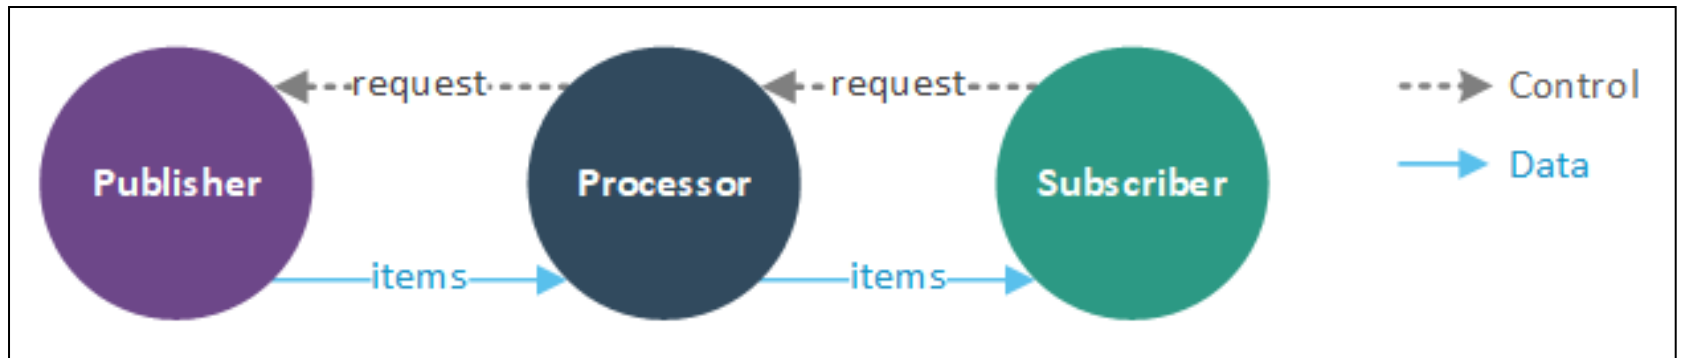 request request Control
Data
Publisher Processor Subscriber
items items